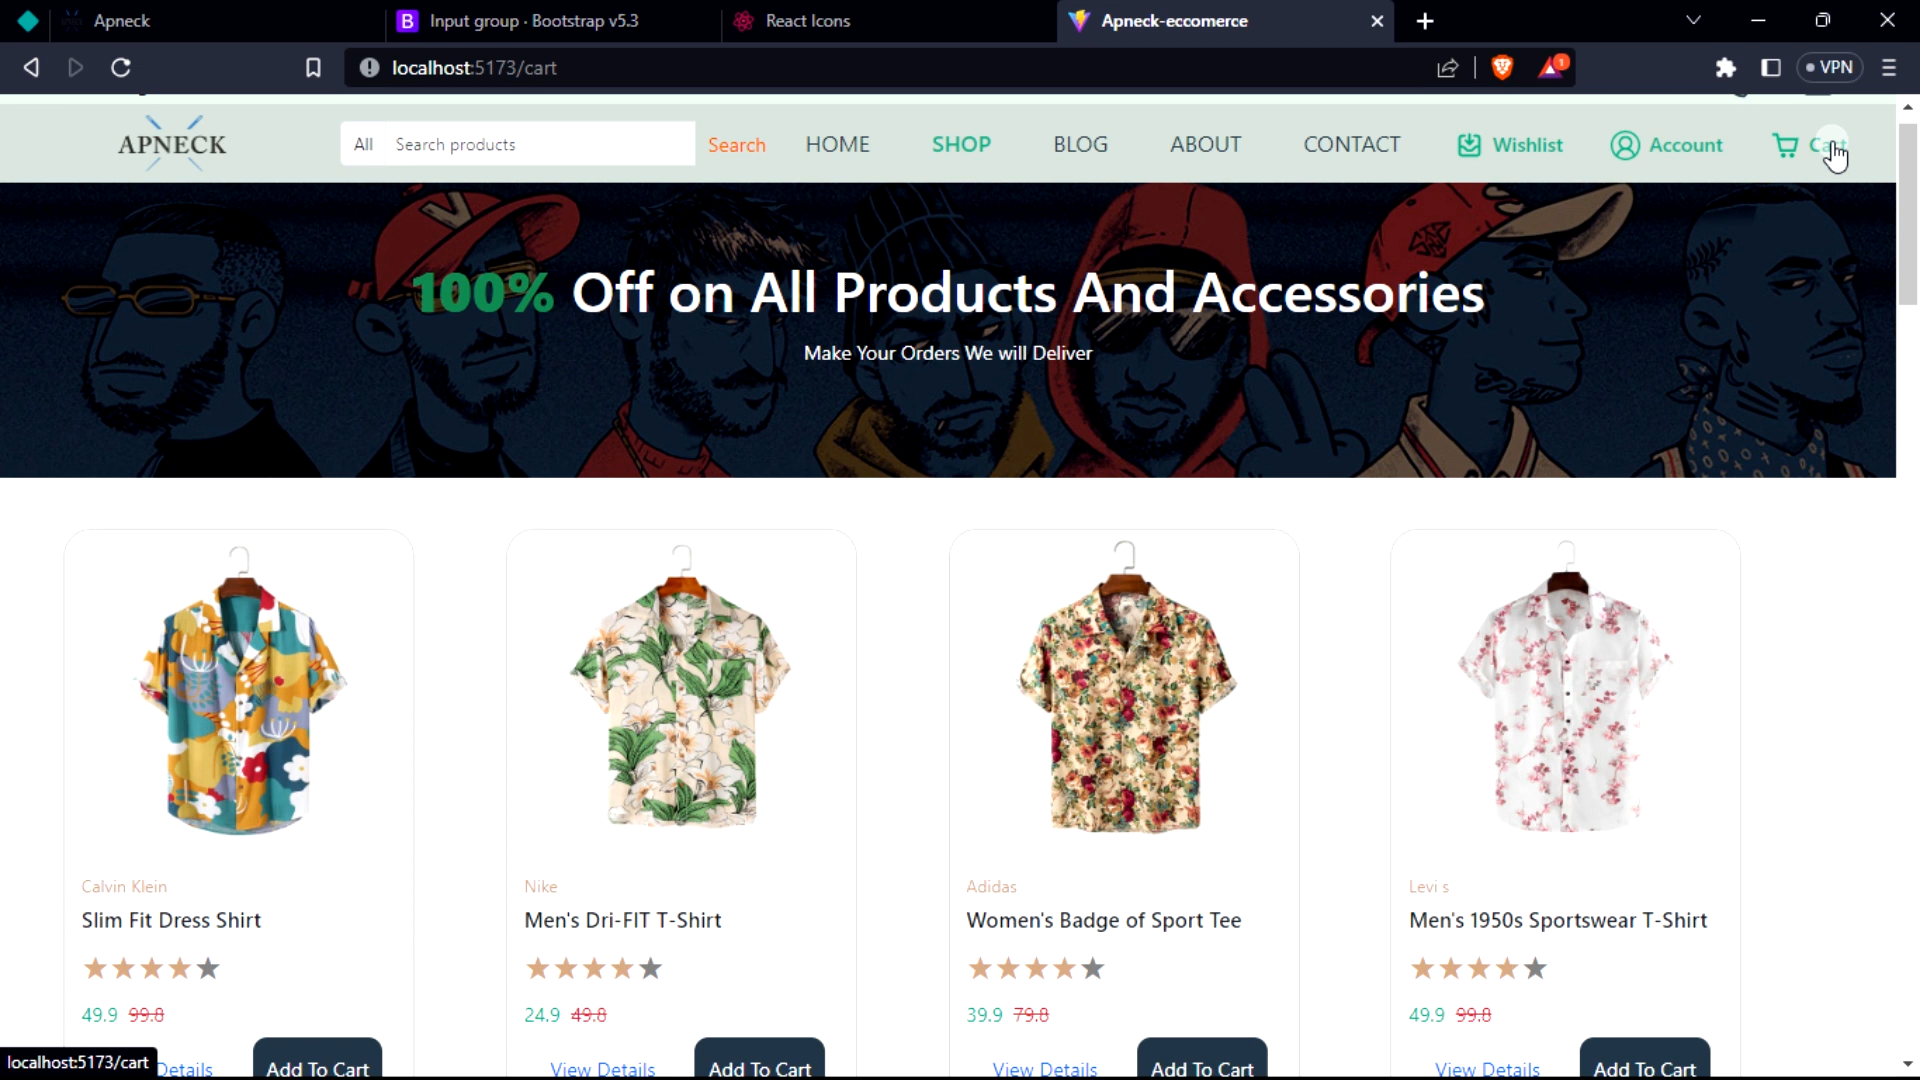 Apneck
B Input group · Bootstrap v5.3
React Icons
Apneck-eccomerce
localhost:5173/cart
1
VPN
APNECK
All Search products
Search
HOME
SHOP
BLOG
ABOUT
CONTACT
Wishlist
Account
100% Off on All Products And Accessories
Make Your Orders We will Deliver
Calvin Klein
Slim Fit Dress Shirt
49.9 99.8
Details
Add To Cart
Nike
Men's Dri-FIT T-Shirt
24.9 49.8
View Details
Add To Cart
Adidas
Women's Badge of Sport Tee
39.9 79.8
View Details
Add To Cart
Levi s
Men's 1950s Sportswear T-Shirt
49.9 99.8
View Details
Add To Cart
localhost:5173/cart